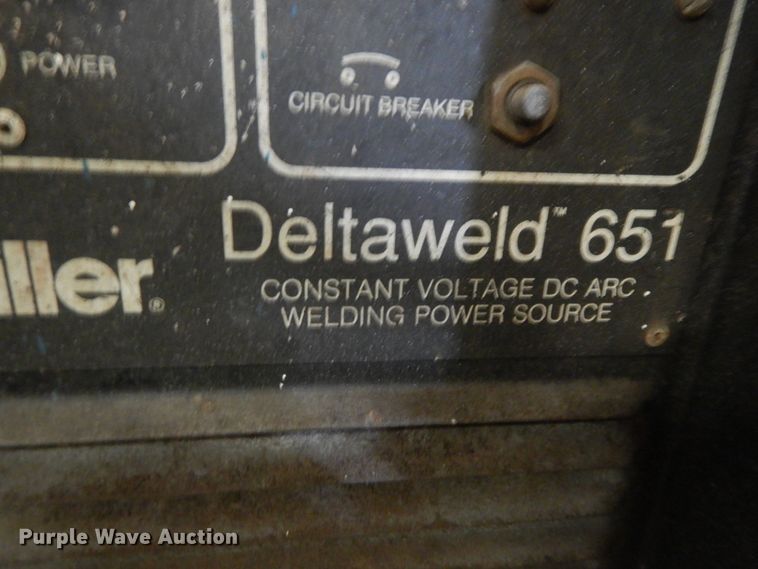 POWER
CIRCUIT BREAKER
Deltaweld™ 651
iller®
CONSTANT VOLTAGE DC ARC
WELDING POWER SOURCE
Purple Wave Auction